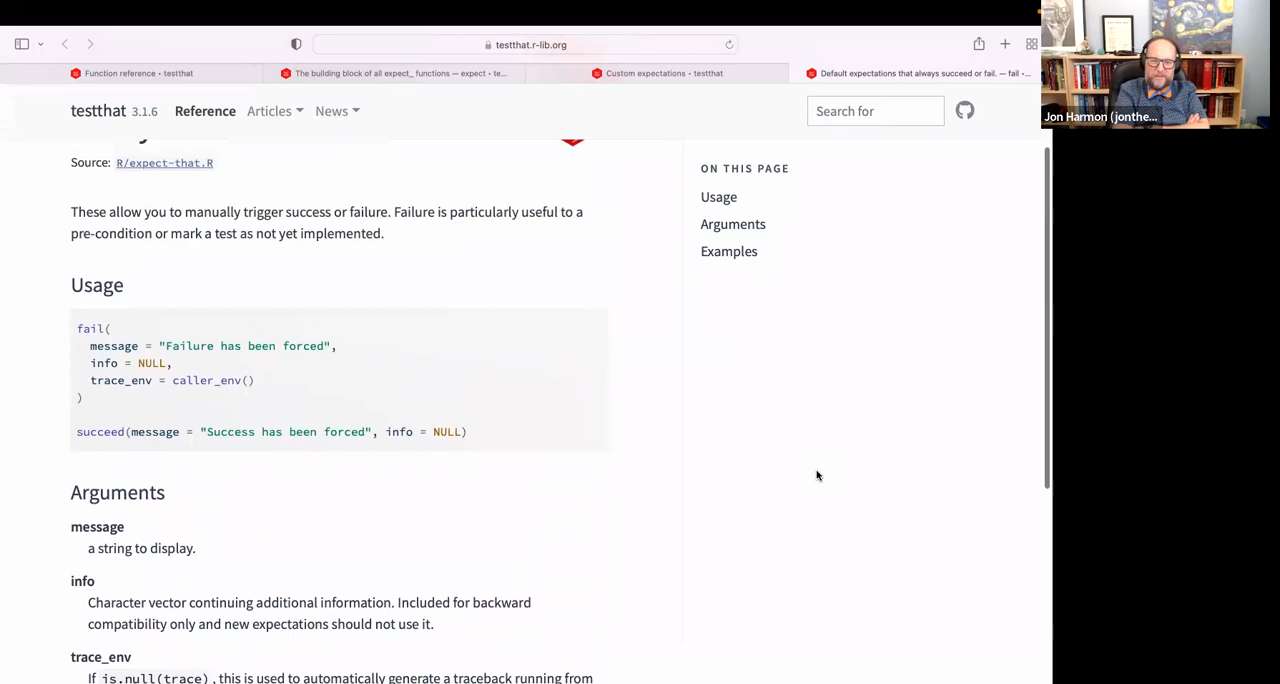 testthat.r-lib.org
Function reference • testthat
The building block of all expect_ functions — expect • te...
Custom expectations • testthat
Default expectations that always succeed or fail. — fail •...
testthat 3.1.6 Reference Articles News
Search for
Jon Harmon (jonthe...
Source: R/expect-that.R
These allow you to manually trigger success or failure. Failure is particularly useful to a
pre-condition or mark a test as not yet implemented.
Usage
fail(
message = "Failure has been forced",
info = NULL,
trace_env = caller_env()
)
succeed(message = "Success has been forced", info = NULL)
Arguments
message
a string to display.
info
Character vector continuing additional information. Included for backward
compatibility only and new expectations should not use it.
trace_env
If is.null(trace), this is used to automatically generate a traceback running from
ON THIS PAGE
Usage
Arguments
Examples